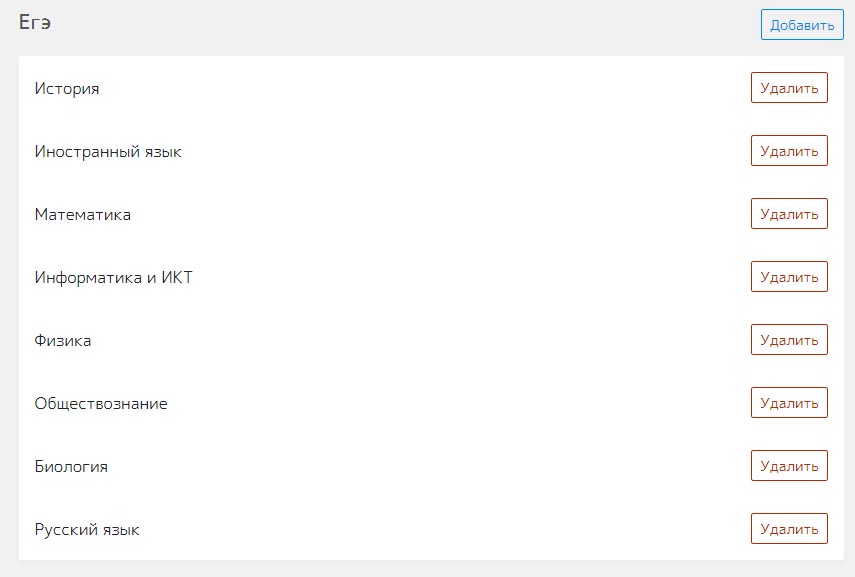 Егэ
Добавить
История
Удалить
Иностранный язык
Удалить
Математика
Удалить
Информатика и ИКТ
Удалить
Физика
Удалить
Обществознание
Удалить
Биология
Удалить
Русский язык
Удалить